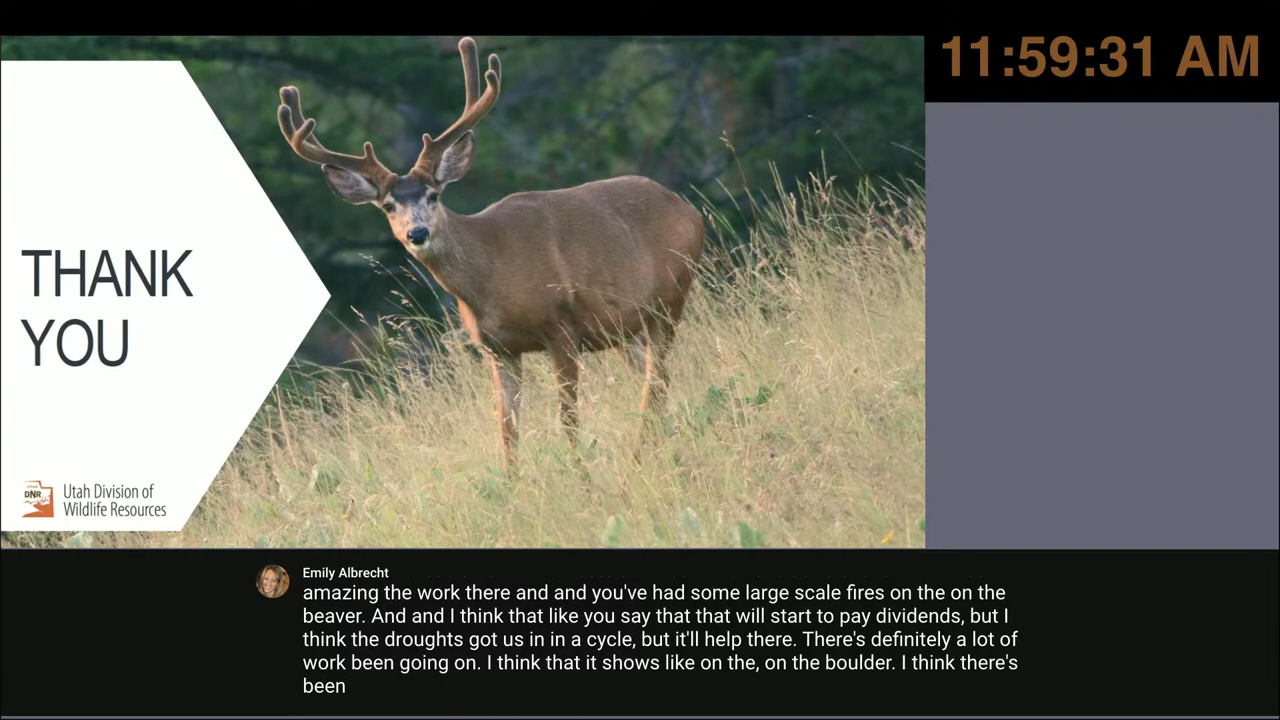 11:59:31 AM
THANK
YOU
UTAH
DNR
Utah Division of
Wildlife Resources
Emily Albrecht
amazing the work there and and you've had some large scale fires on the on the
beaver. And and I think that like you say that that will start to pay dividends, but I
think the droughts got us in in a cycle, but it'll help there. There's definitely a lot of
work been going on. I think that it shows like on the, on the boulder. I think there's
been